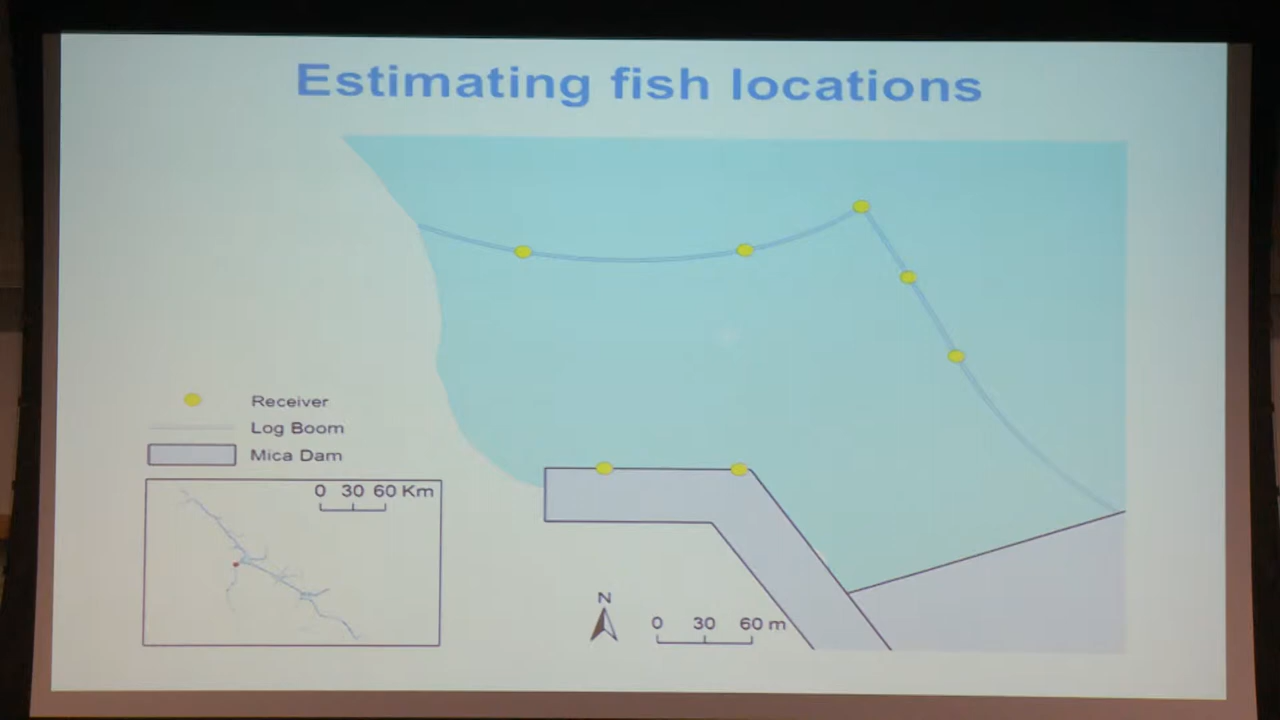 Estimating fish locations
Receiver
Log Boom
Mica Dam
0 30 60 Km
N
0 30 60 m